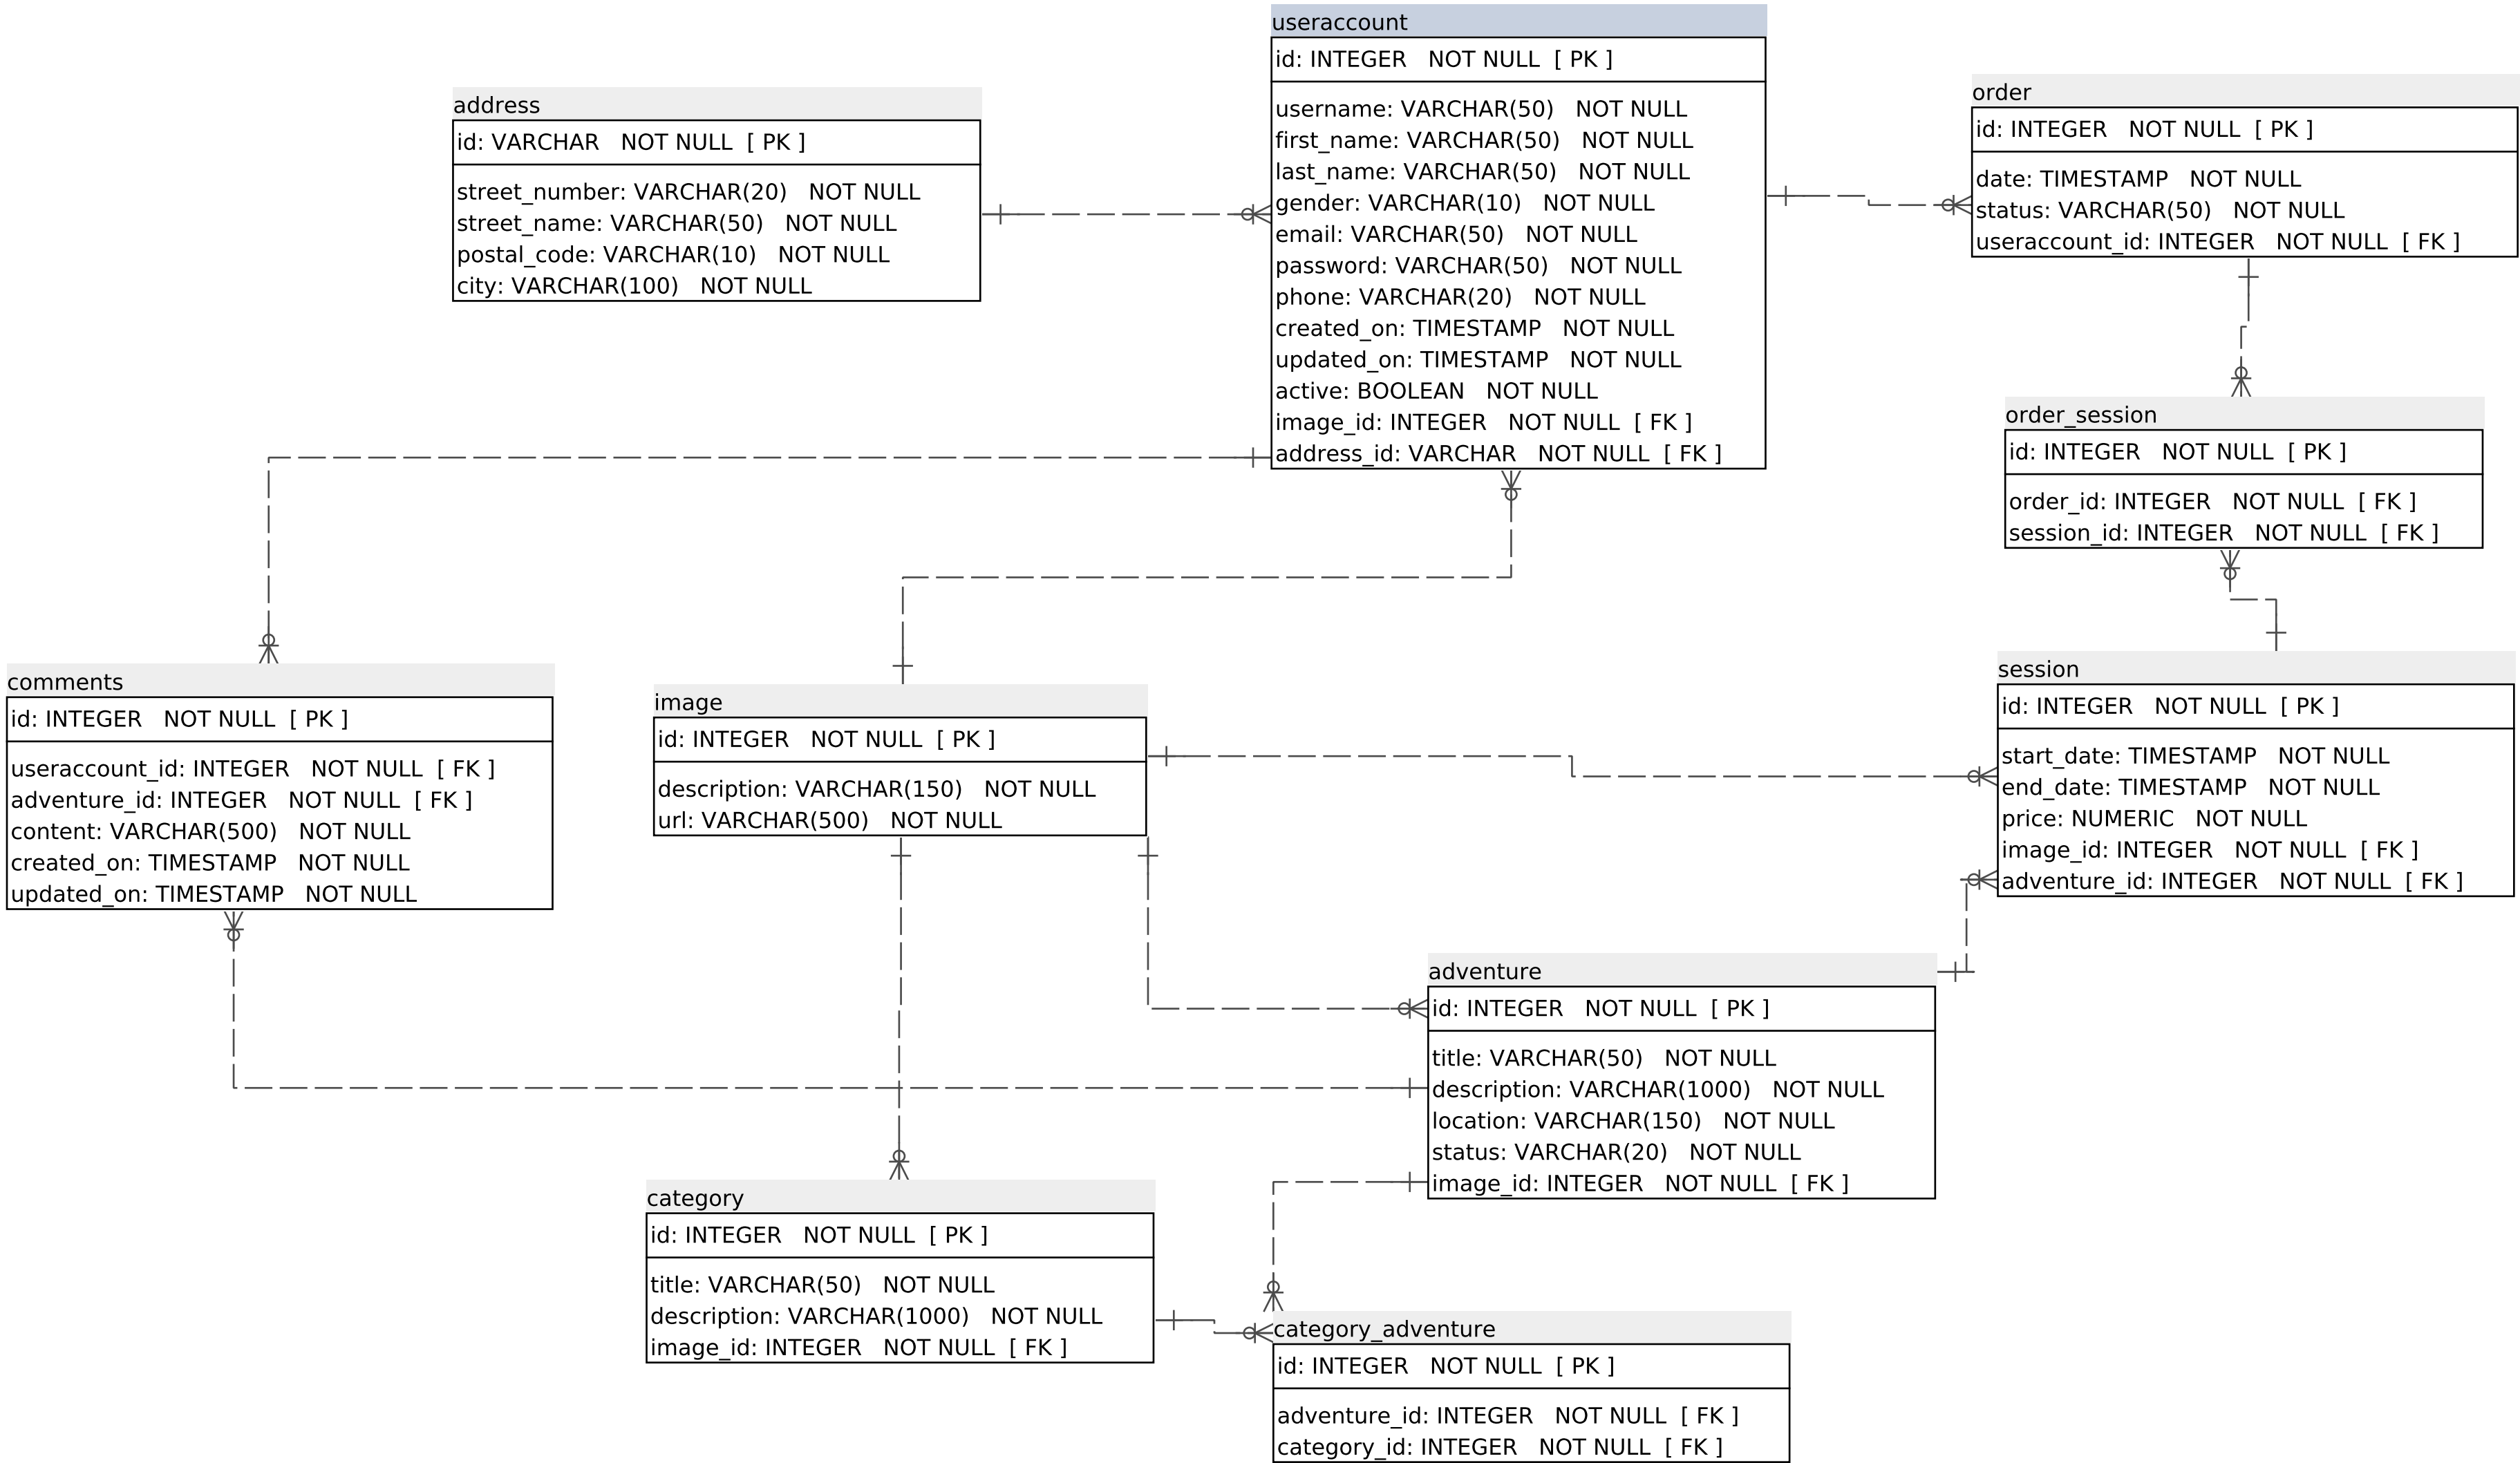 useraccount
id: INTEGER   NOT NULL  [ PK ]
username: VARCHAR(50)   NOT NULL
first_name: VARCHAR(50)   NOT NULL
last_name: VARCHAR(50)   NOT NULL
gender: VARCHAR(10)   NOT NULL
email: VARCHAR(50)   NOT NULL
password: VARCHAR(50)   NOT NULL
phone: VARCHAR(20)   NOT NULL
created_on: TIMESTAMP   NOT NULL
updated_on: TIMESTAMP   NOT NULL
active: BOOLEAN   NOT NULL
image_id: INTEGER   NOT NULL  [ FK ]
address_id: VARCHAR   NOT NULL  [ FK ]
address
id: VARCHAR   NOT NULL  [ PK ]
street_number: VARCHAR(20)   NOT NULL
street_name: VARCHAR(50)   NOT NULL
postal_code: VARCHAR(10)   NOT NULL
city: VARCHAR(100)   NOT NULL
order
id: INTEGER   NOT NULL  [ PK ]
date: TIMESTAMP   NOT NULL
status: VARCHAR(50)   NOT NULL
useraccount_id: INTEGER   NOT NULL  [ FK ]
order_session
id: INTEGER   NOT NULL  [ PK ]
order_id: INTEGER   NOT NULL  [ FK ]
session_id: INTEGER   NOT NULL  [ FK ]
comments
id: INTEGER   NOT NULL  [ PK ]
useraccount_id: INTEGER   NOT NULL  [ FK ]
adventure_id: INTEGER   NOT NULL  [ FK ]
content: VARCHAR(500)   NOT NULL
created_on: TIMESTAMP   NOT NULL
updated_on: TIMESTAMP   NOT NULL
image
id: INTEGER   NOT NULL  [ PK ]
description: VARCHAR(150)   NOT NULL
url: VARCHAR(500)   NOT NULL
session
id: INTEGER   NOT NULL  [ PK ]
start_date: TIMESTAMP   NOT NULL
end_date: TIMESTAMP   NOT NULL
price: NUMERIC   NOT NULL
image_id: INTEGER   NOT NULL  [ FK ]
adventure_id: INTEGER   NOT NULL  [ FK ]
adventure
id: INTEGER   NOT NULL  [ PK ]
title: VARCHAR(50)   NOT NULL
description: VARCHAR(1000)   NOT NULL
location: VARCHAR(150)   NOT NULL
status: VARCHAR(20)   NOT NULL
image_id: INTEGER   NOT NULL  [ FK ]
category
id: INTEGER   NOT NULL  [ PK ]
title: VARCHAR(50)   NOT NULL
description: VARCHAR(1000)   NOT NULL
image_id: INTEGER   NOT NULL  [ FK ]
category_adventure
id: INTEGER   NOT NULL  [ PK ]
adventure_id: INTEGER   NOT NULL  [ FK ]
category_id: INTEGER   NOT NULL  [ FK ]